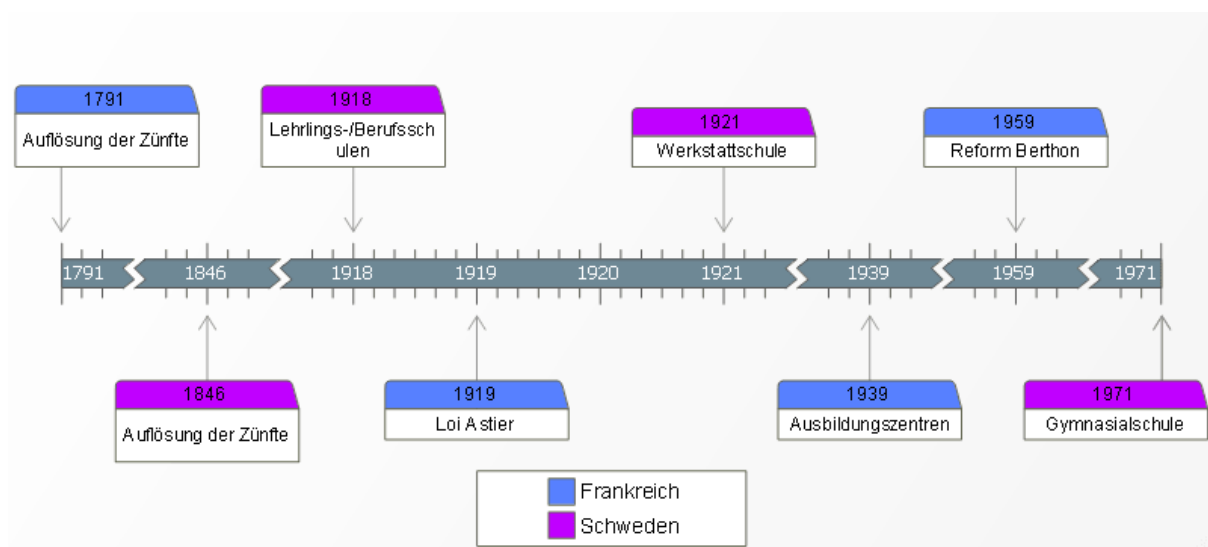 1791
Auflösung der Zünfte
1918
Lehrlings-/Berufssch
ulen
1921
Werkstattschule
1959
Reform Berthon
1791 1846 1918 1919 1920 1921 1939 1959 1971
1846
Auflösung der Zünfte
1919
Loi Astier
1939
Ausbildungszentren
1971
Gymnasialschule
Frankreich
Schweden